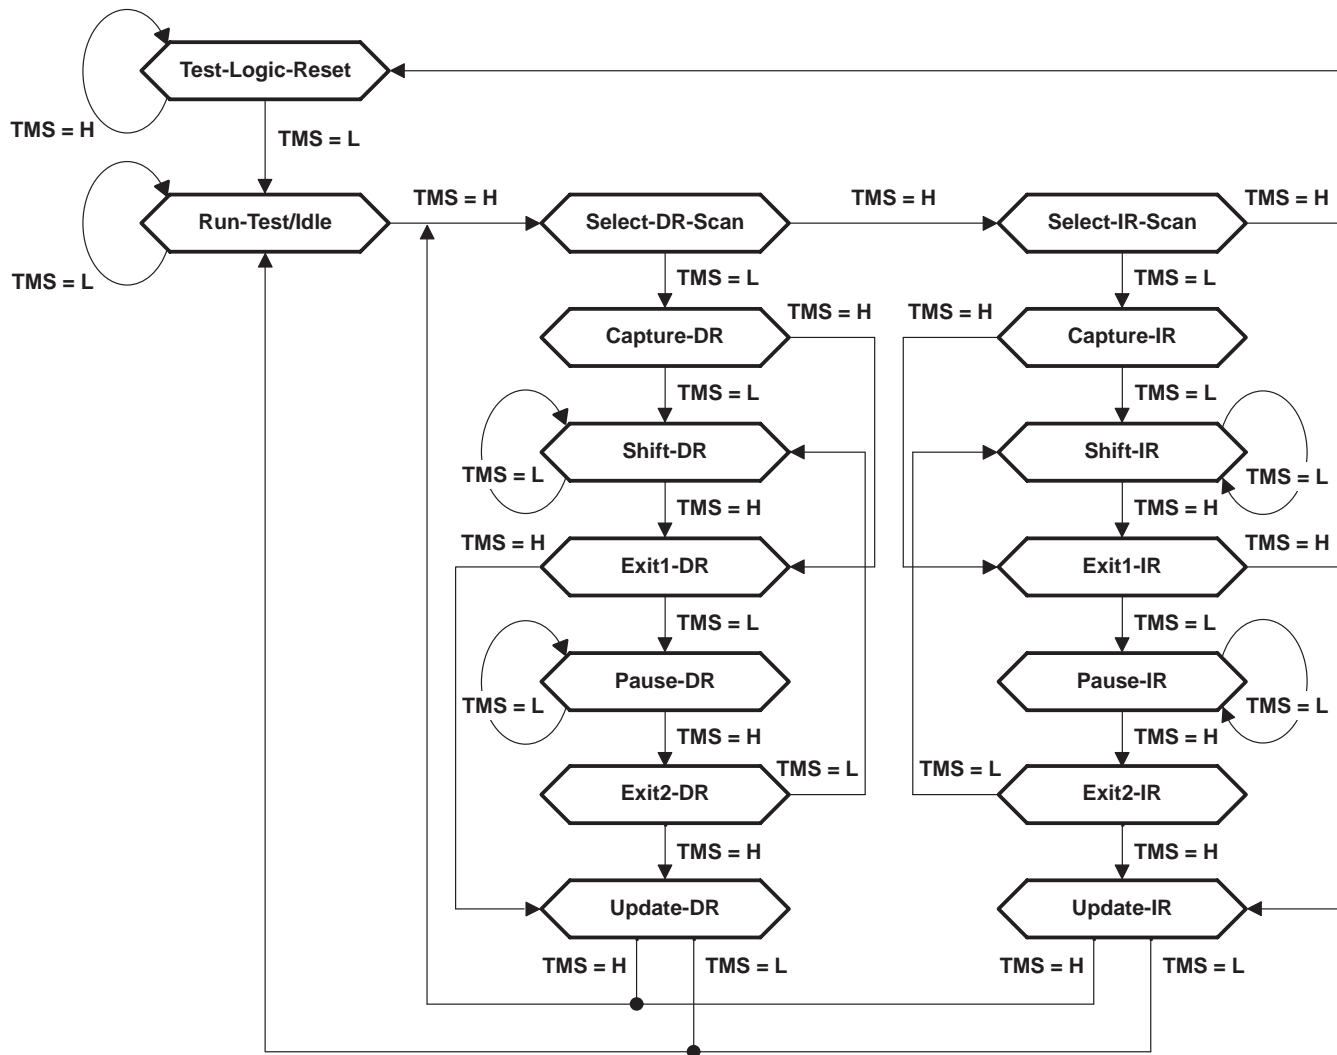 Test-Logic-Reset
TMS = H
TMS = L
Run-Test/Idle
TMS = H
Select-DR-Scan
TMS = H
Select-IR-Scan
TMS = H
TMS = L
TMS = L
TMS = L
TMS = H
TMS = H
Capture-DR
Capture-IR
TMS = L
TMS = L
Shift-DR
Shift-IR
TMS = L
TMS = L
TMS = H
TMS = H
TMS = H
TMS = H
Exit1-DR
Exit1-IR
TMS = L
TMS = L
Pause-DR
Pause-IR
TMS = L
TMS = L
TMS = H
TMS = H
TMS = L
TMS = L
Exit2-DR
Exit2-IR
TMS = H
TMS = H
Update-DR
Update-IR
TMS = H
TMS = L
TMS = H
TMS = L